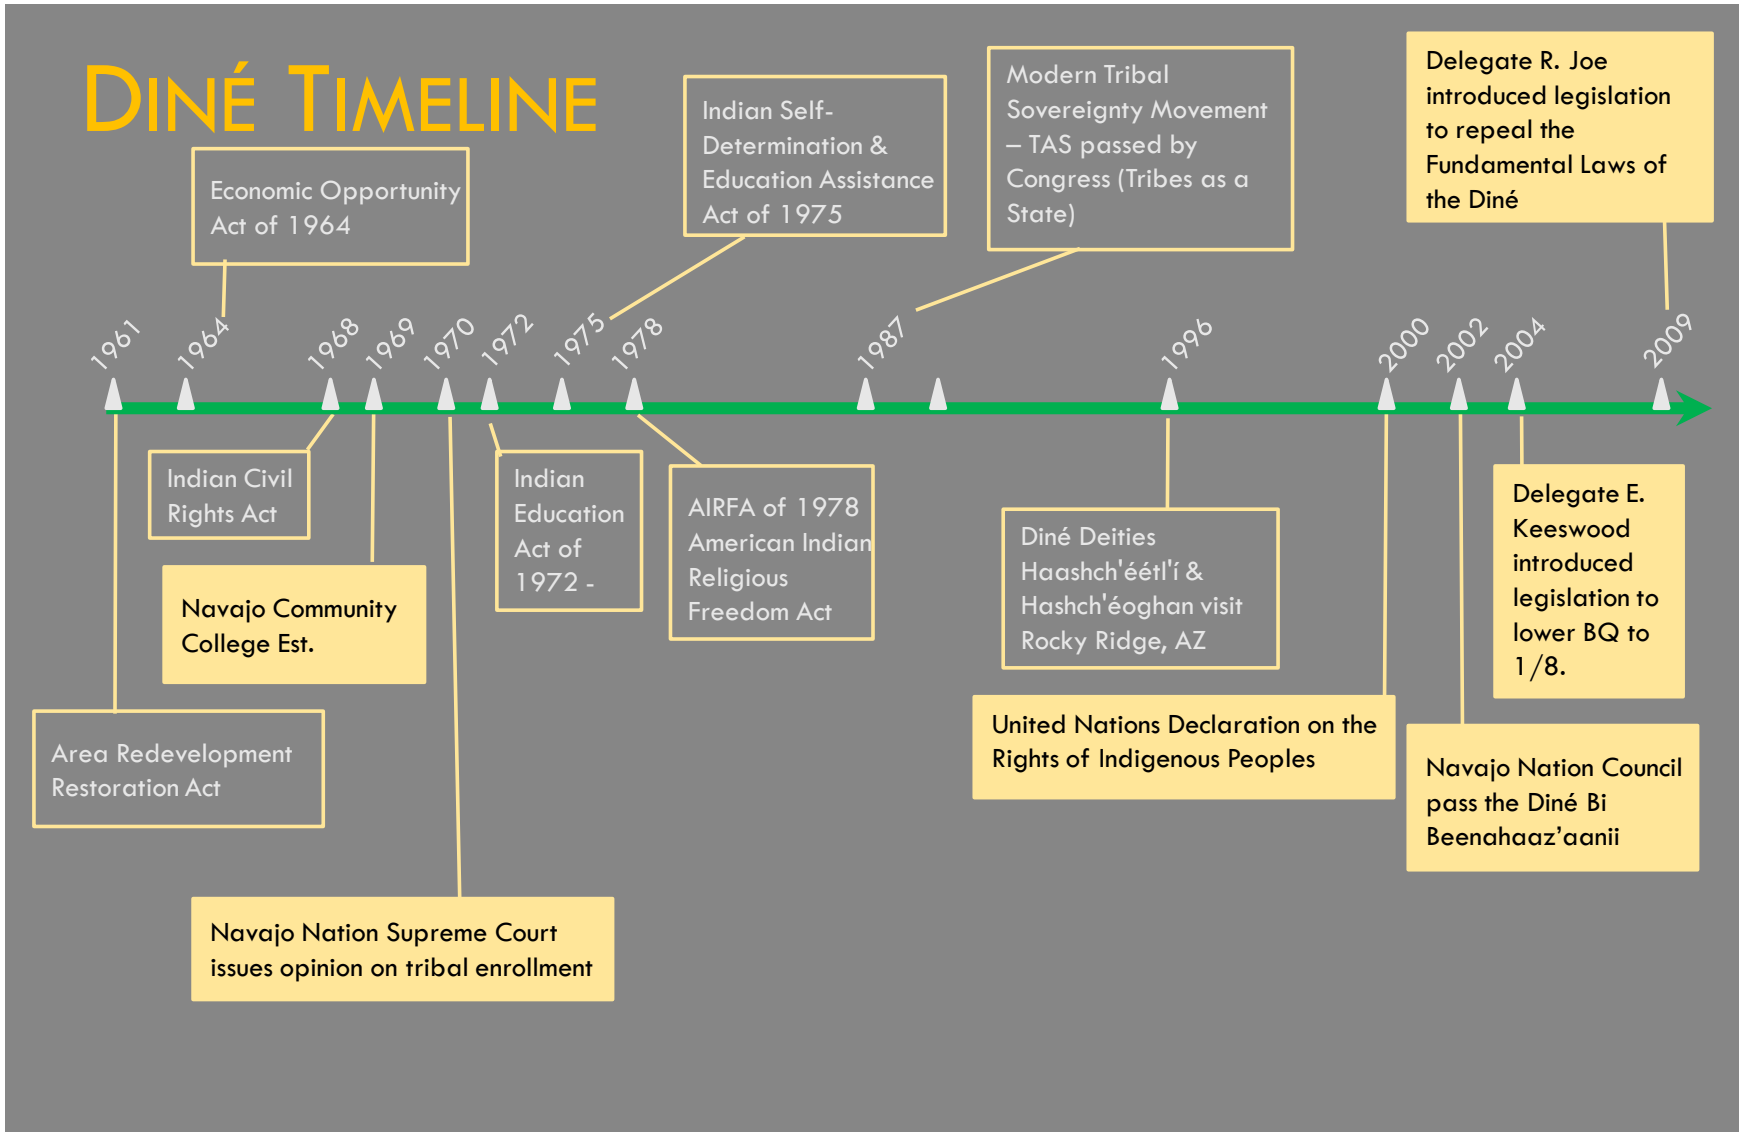 DINÉ TIMELINE
Economic Opportunity
Act of 1964
Indian Self-
Determination &
Education Assistance
Act of 1975
Modern Tribal
Sovereignty Movement
– TAS passed by
Congress (Tribes as a
State)
Delegate R. Joe
introduced legislation
to repeal the
Fundamental Laws of
the Diné
1961
1964
1968
1969
1970
1972
1975
1978
1987
1996
2000
2002
2004
2009
Indian Civil
Rights Act
Navajo Community
College Est.
Area Redevelopment
Restoration Act
Navajo Nation Supreme Court
issues opinion on tribal enrollment
Indian
Education
Act of
1972 -
AIRFA of 1978
American Indian
Religious
Freedom Act
Diné Deities
Haashch'éétl'í &
Hashch'éoghan visit
Rocky Ridge, AZ
United Nations Declaration on the
Rights of Indigenous Peoples
Delegate E.
Keeswood
introduced
legislation to
lower BQ to
1/8.
Navajo Nation Council
pass the Diné Bi
Beenahaaz’aanii